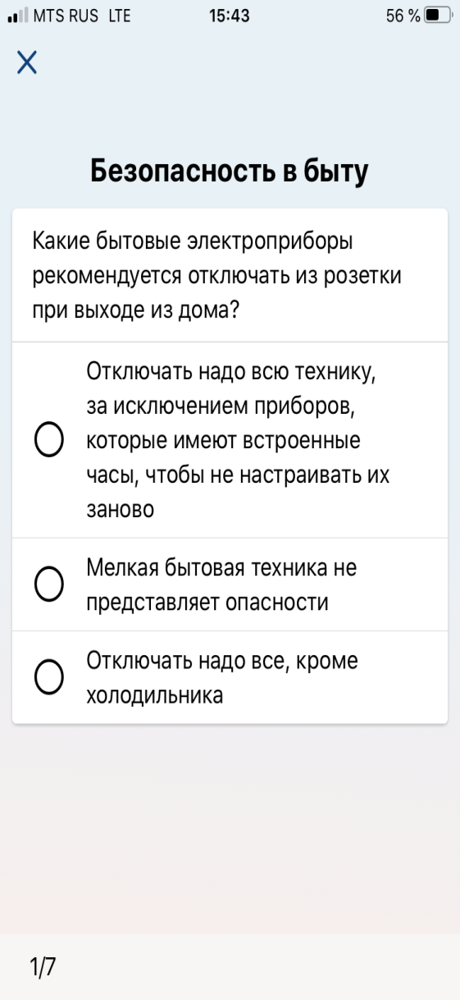 MTS RUS LTE 15:43 56 %
Безопасность в быту
Какие бытовые электроприборы
рекомендуется отключать из розетки
при выходе из дома?
Отключать надо всю технику,
за исключением приборов,
которые имеют встроенные
часы, чтобы не настраивать их
заново
Мелкая бытовая техника не
представляет опасности
Отключать надо все, кроме
холодильника
1/7